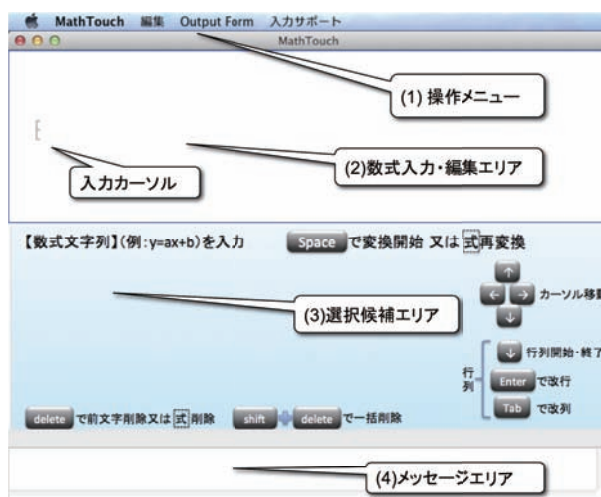 MathTouch 編集 Output Form 入力サポート
MathTouch
(1) 操作メニュー
(2)数式入力・編集エリア
入力カーソル
【数式文字列】(例:y=ax+b)を入力 Space で変換開始 又は 式再変換
↑
← → カーソル移動
↓
(3)選択候補エリア
↓ 行列開始・終了
行列
Enter で改行
Tab で改列
delete で前文字削除又は 式 削除 shift + delete で一括削除
(4)メッセージエリア